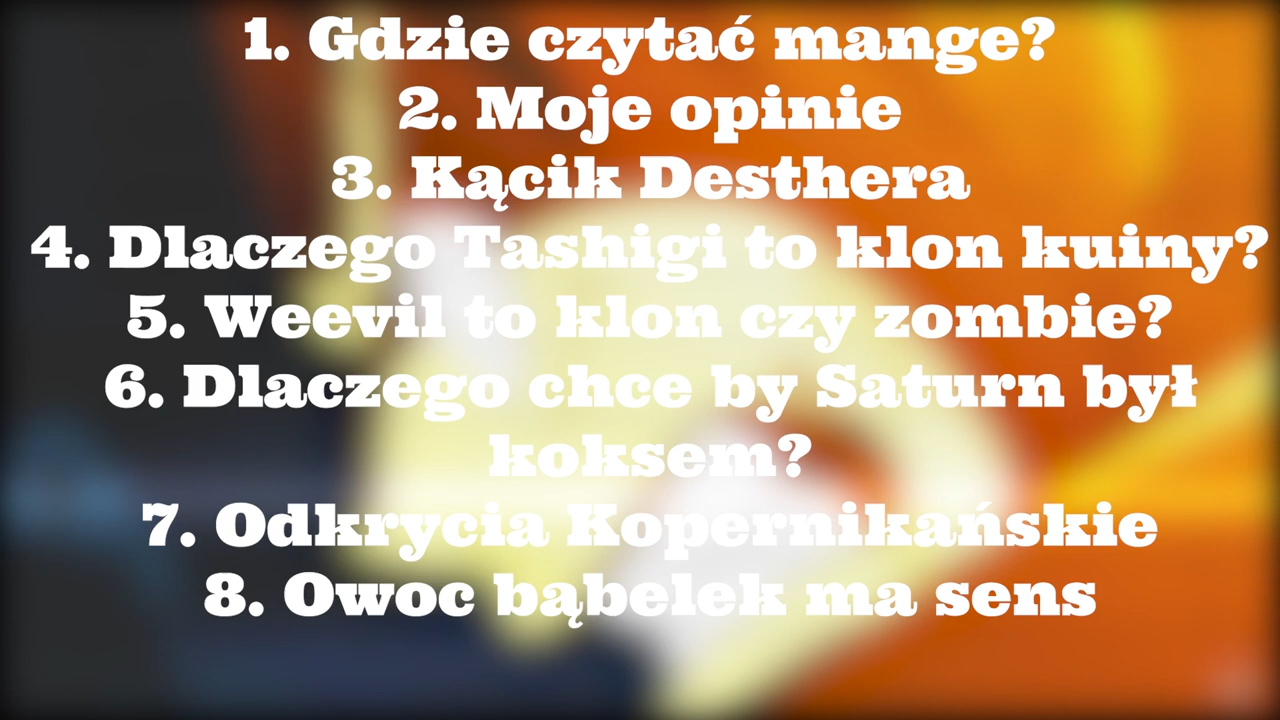 1. Gdzie czytać mange?
2. Moje opinie
3. Kącik Desthera
4. Dlaczego Tashigi to klon kuiny?
5. Weevil to klon czy zombie?
6. Dlaczego chce by Saturn był
koksem?
7. Odkrycia Kopernikańskie
8. Owoc bąbelek ma sens